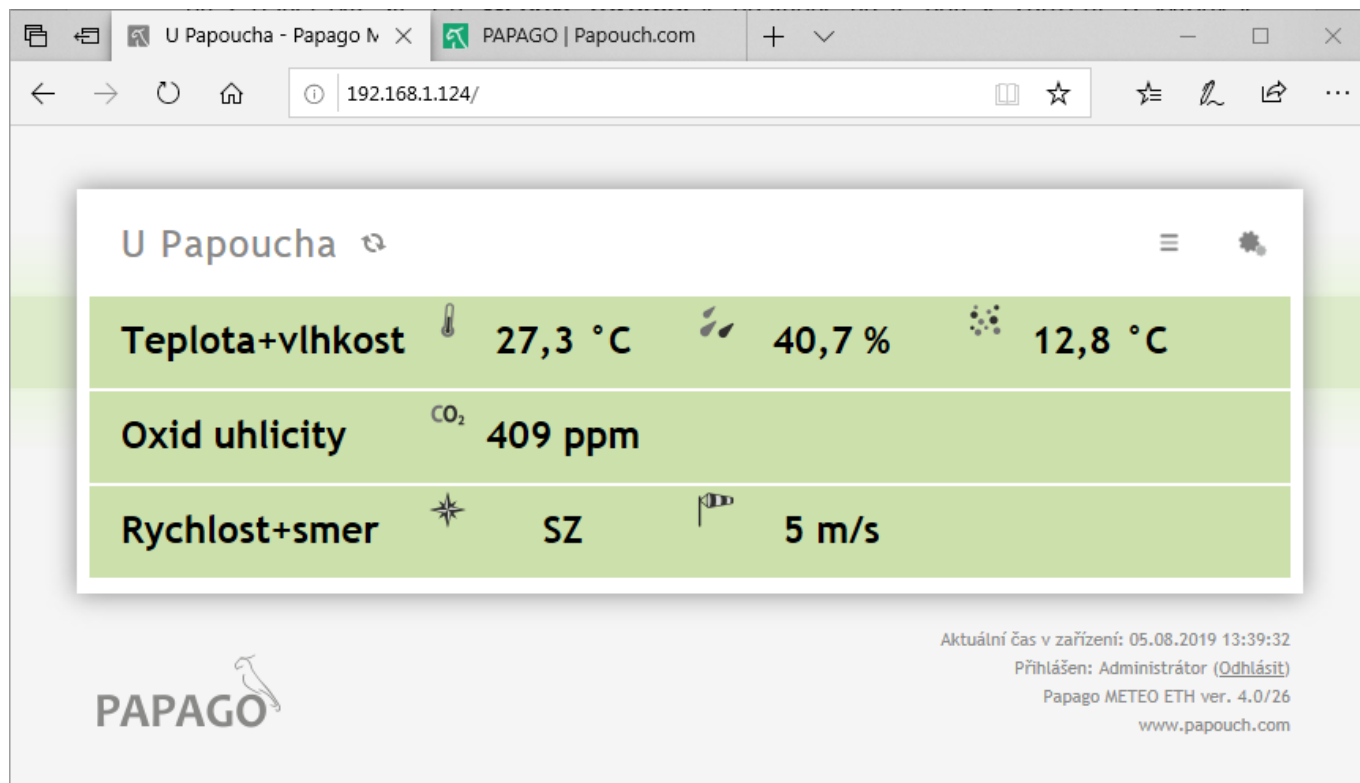 U Papoucha - Papago M
PAPAGO | Papouch.com
192.168.1.124/
U Papoucha
Teplota+vlhkost 27,3 °C 40,7 % 12,8 °C
Oxid uhlicity CO₂ 409 ppm
Rychlost+smer SZ 5 m/s
Aktuální čas v zařízení: 05.08.2019 13:39:32
Přihlášen: Administrátor (Odhlásit)
Papago METEO ETH ver. 4.0/26
www.papouch.com
PAPAGO